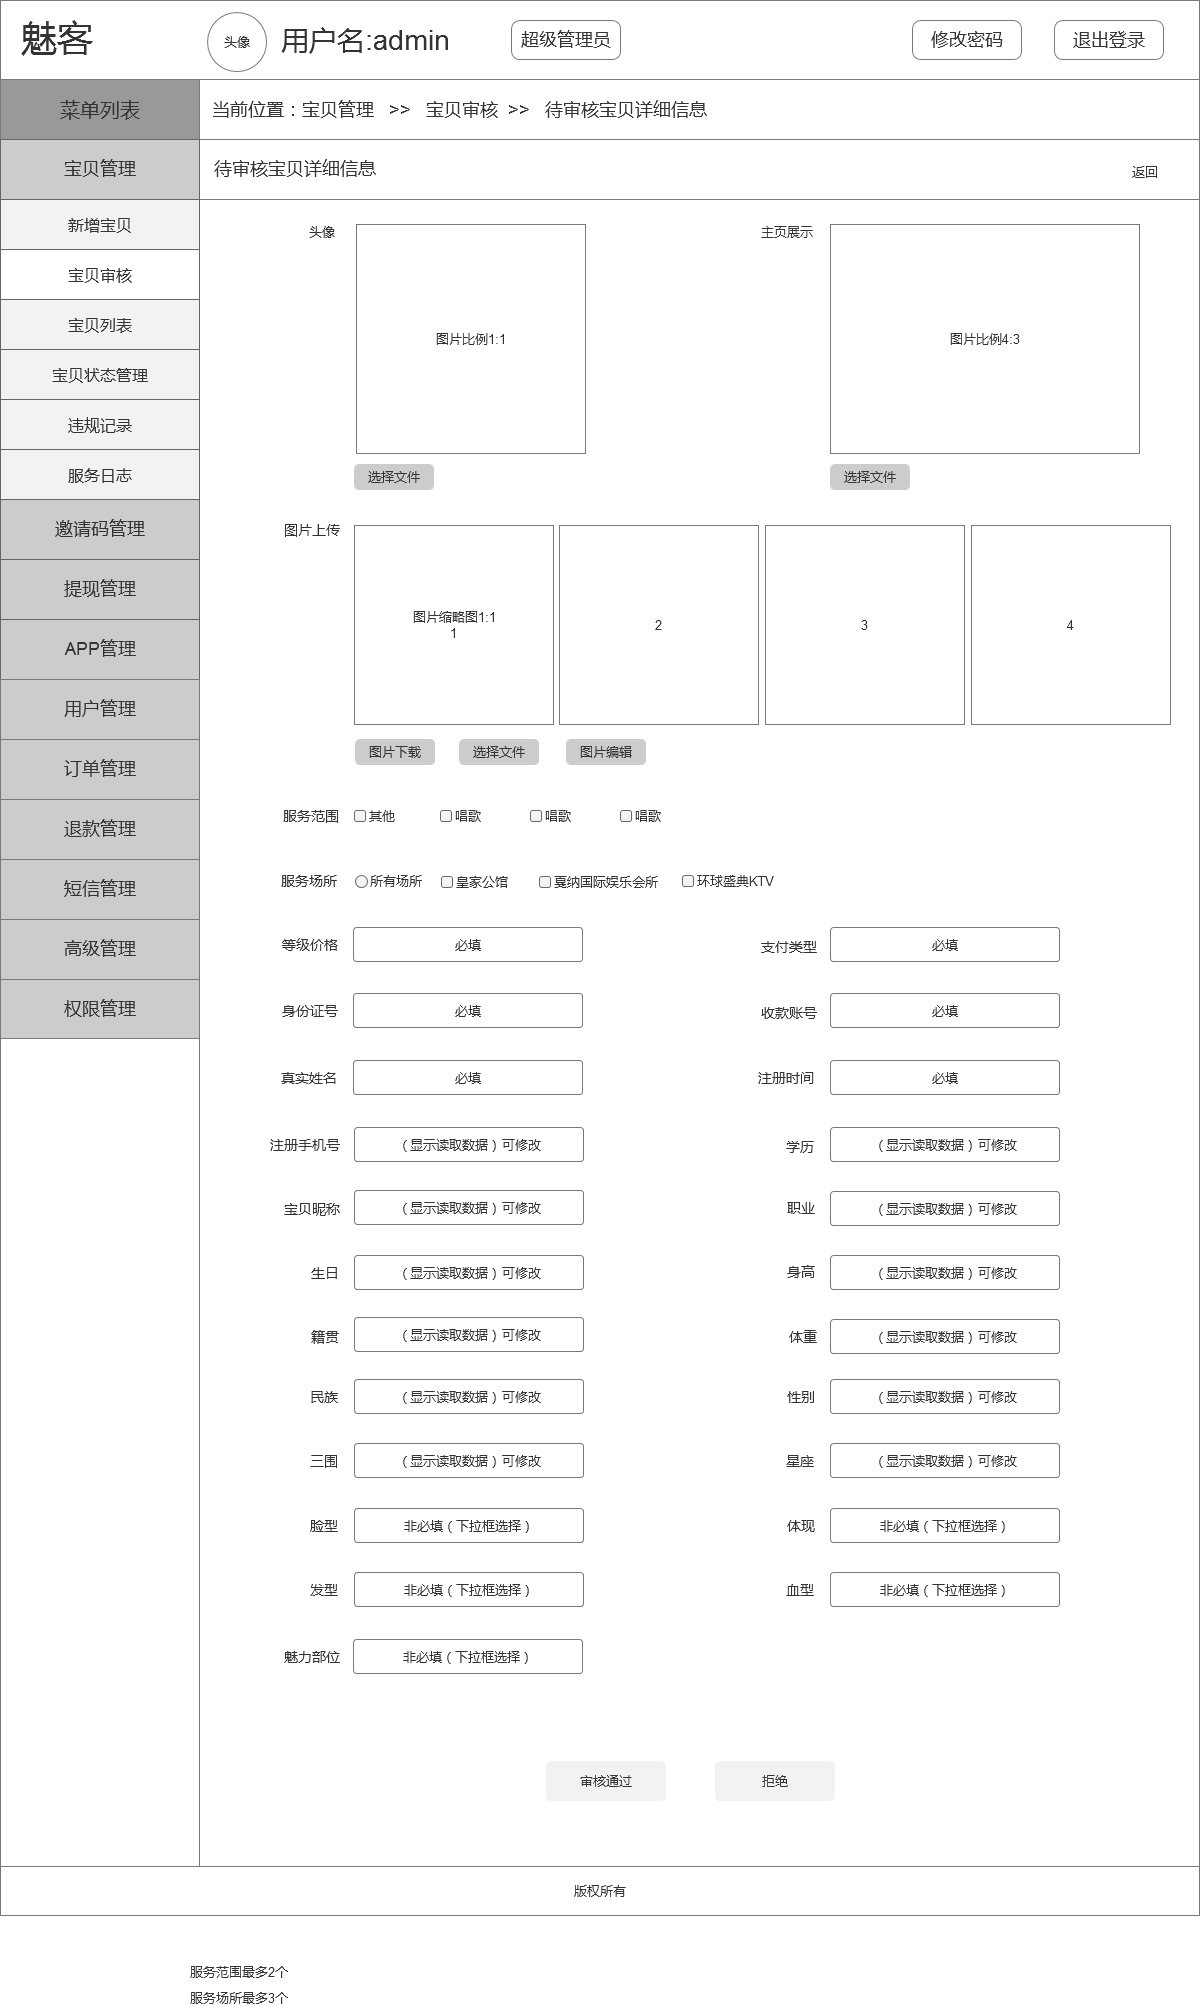 魅客
头像
用户名:admin
超级管理员
修改密码
退出登录
菜单列表
当前位置：宝贝管理 >> 宝贝审核 >> 待审核宝贝详细信息
宝贝管理
待审核宝贝详细信息
返回
新增宝贝
宝贝审核
宝贝列表
宝贝状态管理
违规记录
服务日志
邀请码管理
提现管理
APP管理
用户管理
订单管理
退款管理
短信管理
高级管理
权限管理
头像
图片比例1:1
选择文件
主页展示
图片比例4:3
选择文件
图片上传
图片缩略图1:1
1
2
3
4
图片下载
选择文件
图片编辑
服务范围 其他 唱歌 唱歌 唱歌
服务场所 所有场所 皇家公馆 戛纳国际娱乐会所 环球盛典KTV
等级价格 必填
支付类型 必填
身份证号 必填
收款账号 必填
真实姓名 必填
注册时间 必填
注册手机号 （显示读取数据）可修改
学历 （显示读取数据）可修改
宝贝昵称 （显示读取数据）可修改
职业 （显示读取数据）可修改
生日 （显示读取数据）可修改
身高 （显示读取数据）可修改
籍贯 （显示读取数据）可修改
体重 （显示读取数据）可修改
民族 （显示读取数据）可修改
性别 （显示读取数据）可修改
三围 （显示读取数据）可修改
星座 （显示读取数据）可修改
脸型 非必填（下拉框选择）
体现 非必填（下拉框选择）
发型 非必填（下拉框选择）
血型 非必填（下拉框选择）
魅力部位 非必填（下拉框选择）
审核通过
拒绝
版权所有
服务范围最多2个
服务场所最多3个